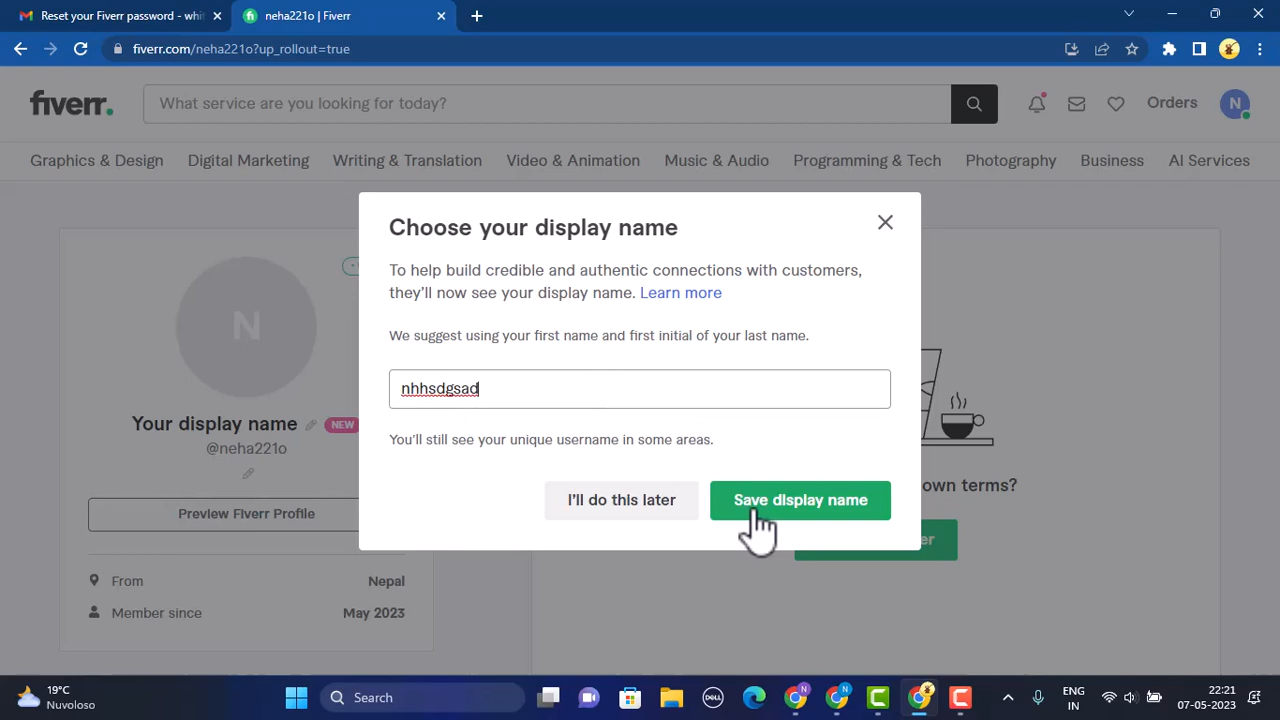 Reset your Fiverr password - whit
neha221o | Fiverr
fiverr.com/neha221o?up_rollout=true
fiverr.
What service are you looking for today?
Orders
N
Graphics & Design
Digital Marketing
Writing & Translation
Video & Animation
Music & Audio
Programming & Tech
Photography
Business
AI Services
Choose your display name
To help build credible and authentic connections with customers,
they'll now see your display name. Learn more
We suggest using your first name and first initial of your last name.
nhhsdgsad
You'll still see your unique username in some areas.
I'll do this later
Save display name
N
Your display name
NEW
@neha221o
Preview Fiverr Profile
From
Nepal
Member since
May 2023
own terms?
er
19°C
Nuvoloso
Search
DELL
N
N
ENG
IN
22:21
07-05-2023